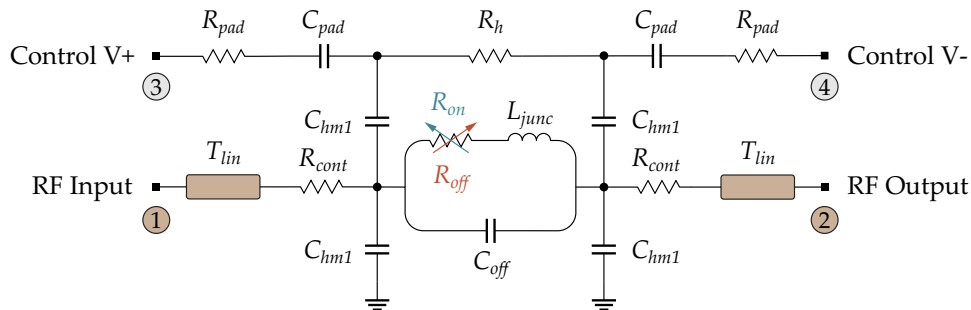 R_pad C_pad R_h C_pad R_pad
Control V+ Control V-
3 4
C_hm1 R_on L_junc C_hm1
T_lin R_cont R_off R_cont T_lin
RF Input RF Output
1 2
C_hm1 C_off C_hm1